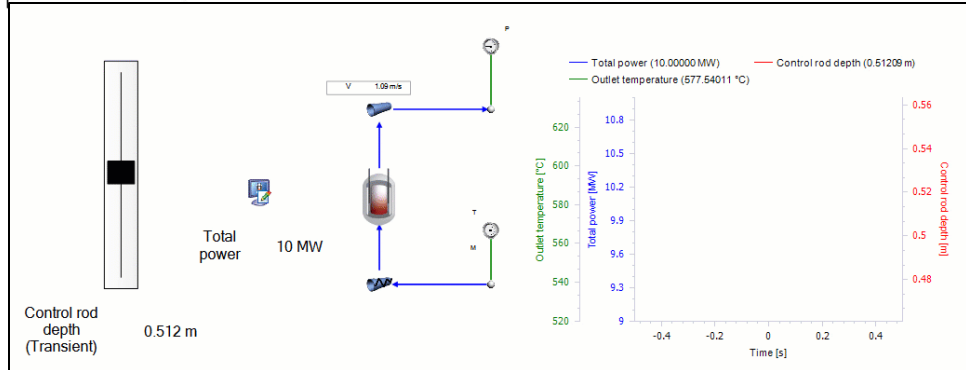 P
V 1.09 m/s
T
M
Total
power
10 MW
Control rod
depth
(Transient)
0.512 m
Total power (10.00000 MW)
Control rod depth (0.51209 m)
Outlet temperature (577.54011 °C)
Outlet temperature [°C]
620
600
580
560
540
520
Total power [MW]
10.8
10.5
10.2
9.9
9.6
9.3
9
0.56
0.54
0.52
0.5
0.48
Control rod depth [m]
-0.4
-0.2
0
0.2
0.4
Time [s]